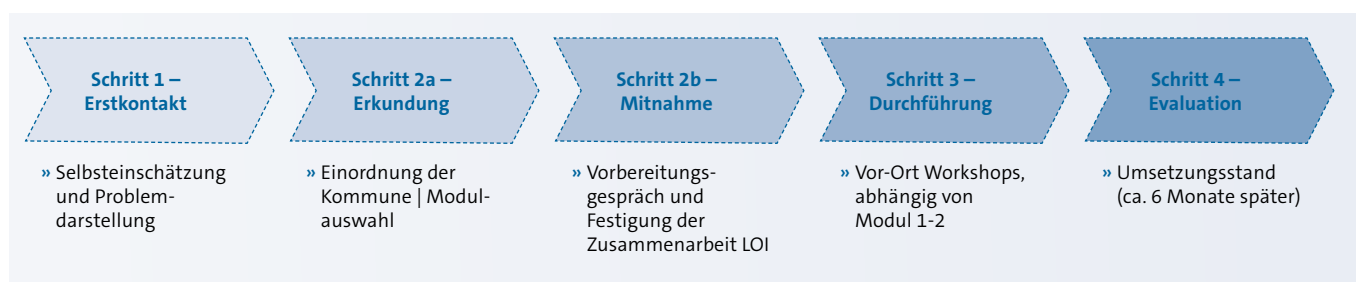 Schritt 1 –
Erstkontakt
» Selbsteinschätzung
und Problem-
darstellung
Schritt 2a –
Erkundung
» Einordnung der
Kommune | Modul-
auswahl
Schritt 2b –
Mitnahme
» Vorbereitungs-
gespräch und
Festigung der
Zusammenarbeit LOI
Schritt 3 –
Durchführung
» Vor-Ort Workshops,
abhängig von
Modul 1-2
Schritt 4 –
Evaluation
» Umsetzungsstand
(ca. 6 Monate später)